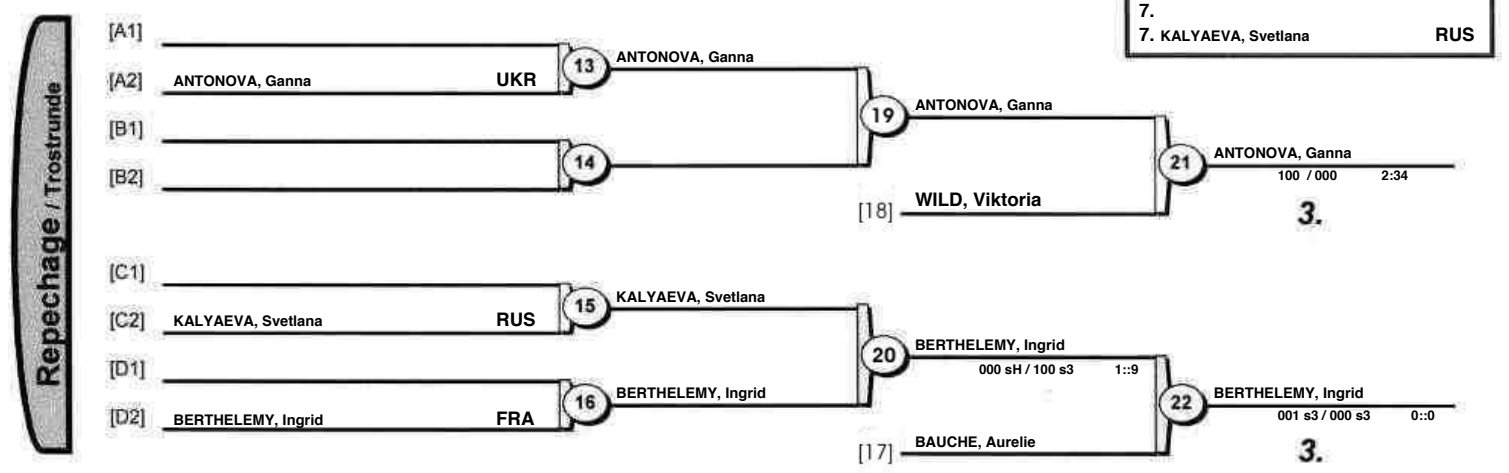 7.
7. KALYAEVA, Svetlana RUS
Repechage / Trostrunde
[A1]
[A2] ANTONOVA, Ganna UKR
13 ANTONOVA, Ganna
[B1]
[B2]
14
19 ANTONOVA, Ganna
[18] WILD, Viktoria
21 ANTONOVA, Ganna
100 / 000 2:34
3.
[C1]
[C2] KALYAEVA, Svetlana RUS
15 KALYAEVA, Svetlana
[D1]
[D2] BERTHELEMY, Ingrid FRA
16 BERTHELEMY, Ingrid
20 BERTHELEMY, Ingrid
000 sH / 100 s3 1::9
[17] BAUCHE, Aurelie
22 BERTHELEMY, Ingrid
001 s3 / 000 s3 0::0
3.